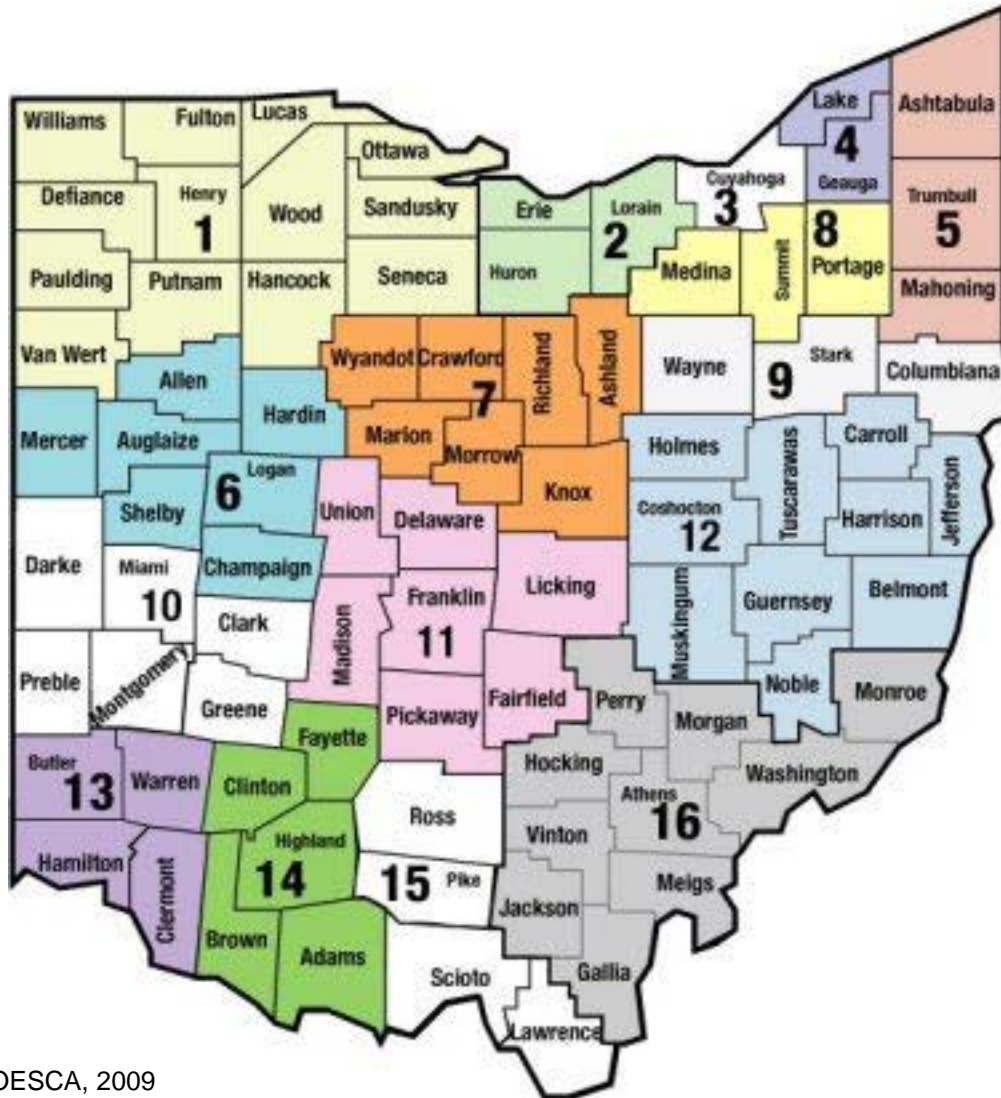 Lake
Ashtabula
Williams
Fulton
Lucas
4
Ottawa
Cuyahoga
Geauga
Defiance
Henry
Wood
Sandusky
Erie
Lorain
3
Trumbull
1
2
8
5
Paulding
Putnam
Hancock
Seneca
Huron
Medina
Summit
Portage
Mahoning
Van Wert
Allen
Wyandot
Crawford
Richland
Ashland
Wayne
Stark
9
Columbiana
7
Mercer
Auglaize
Hardin
Marion
Morrow
Holmes
Tuscarawas
Carroll
Logan
6
Knox
Jefferson
Shelby
Union
Delaware
Coshocton
12
Harrison
Darke
Miami
10
Champaign
Franklin
11
Licking
Muskingum
Guernsey
Belmont
Clark
Madison
Preble
Montgomery
Greene
Pickaway
Fairfield
Perry
Noble
Monroe
Morgan
Fayette
Butler
13
Warren
Clinton
Hocking
Washington
Ross
Athens
16
Highland
14
Vinton
Hamilton
Clermont
15
Pike
Meigs
Jackson
Brown
Adams
Scioto
Gallia
Lawrence
OESCA, 2009